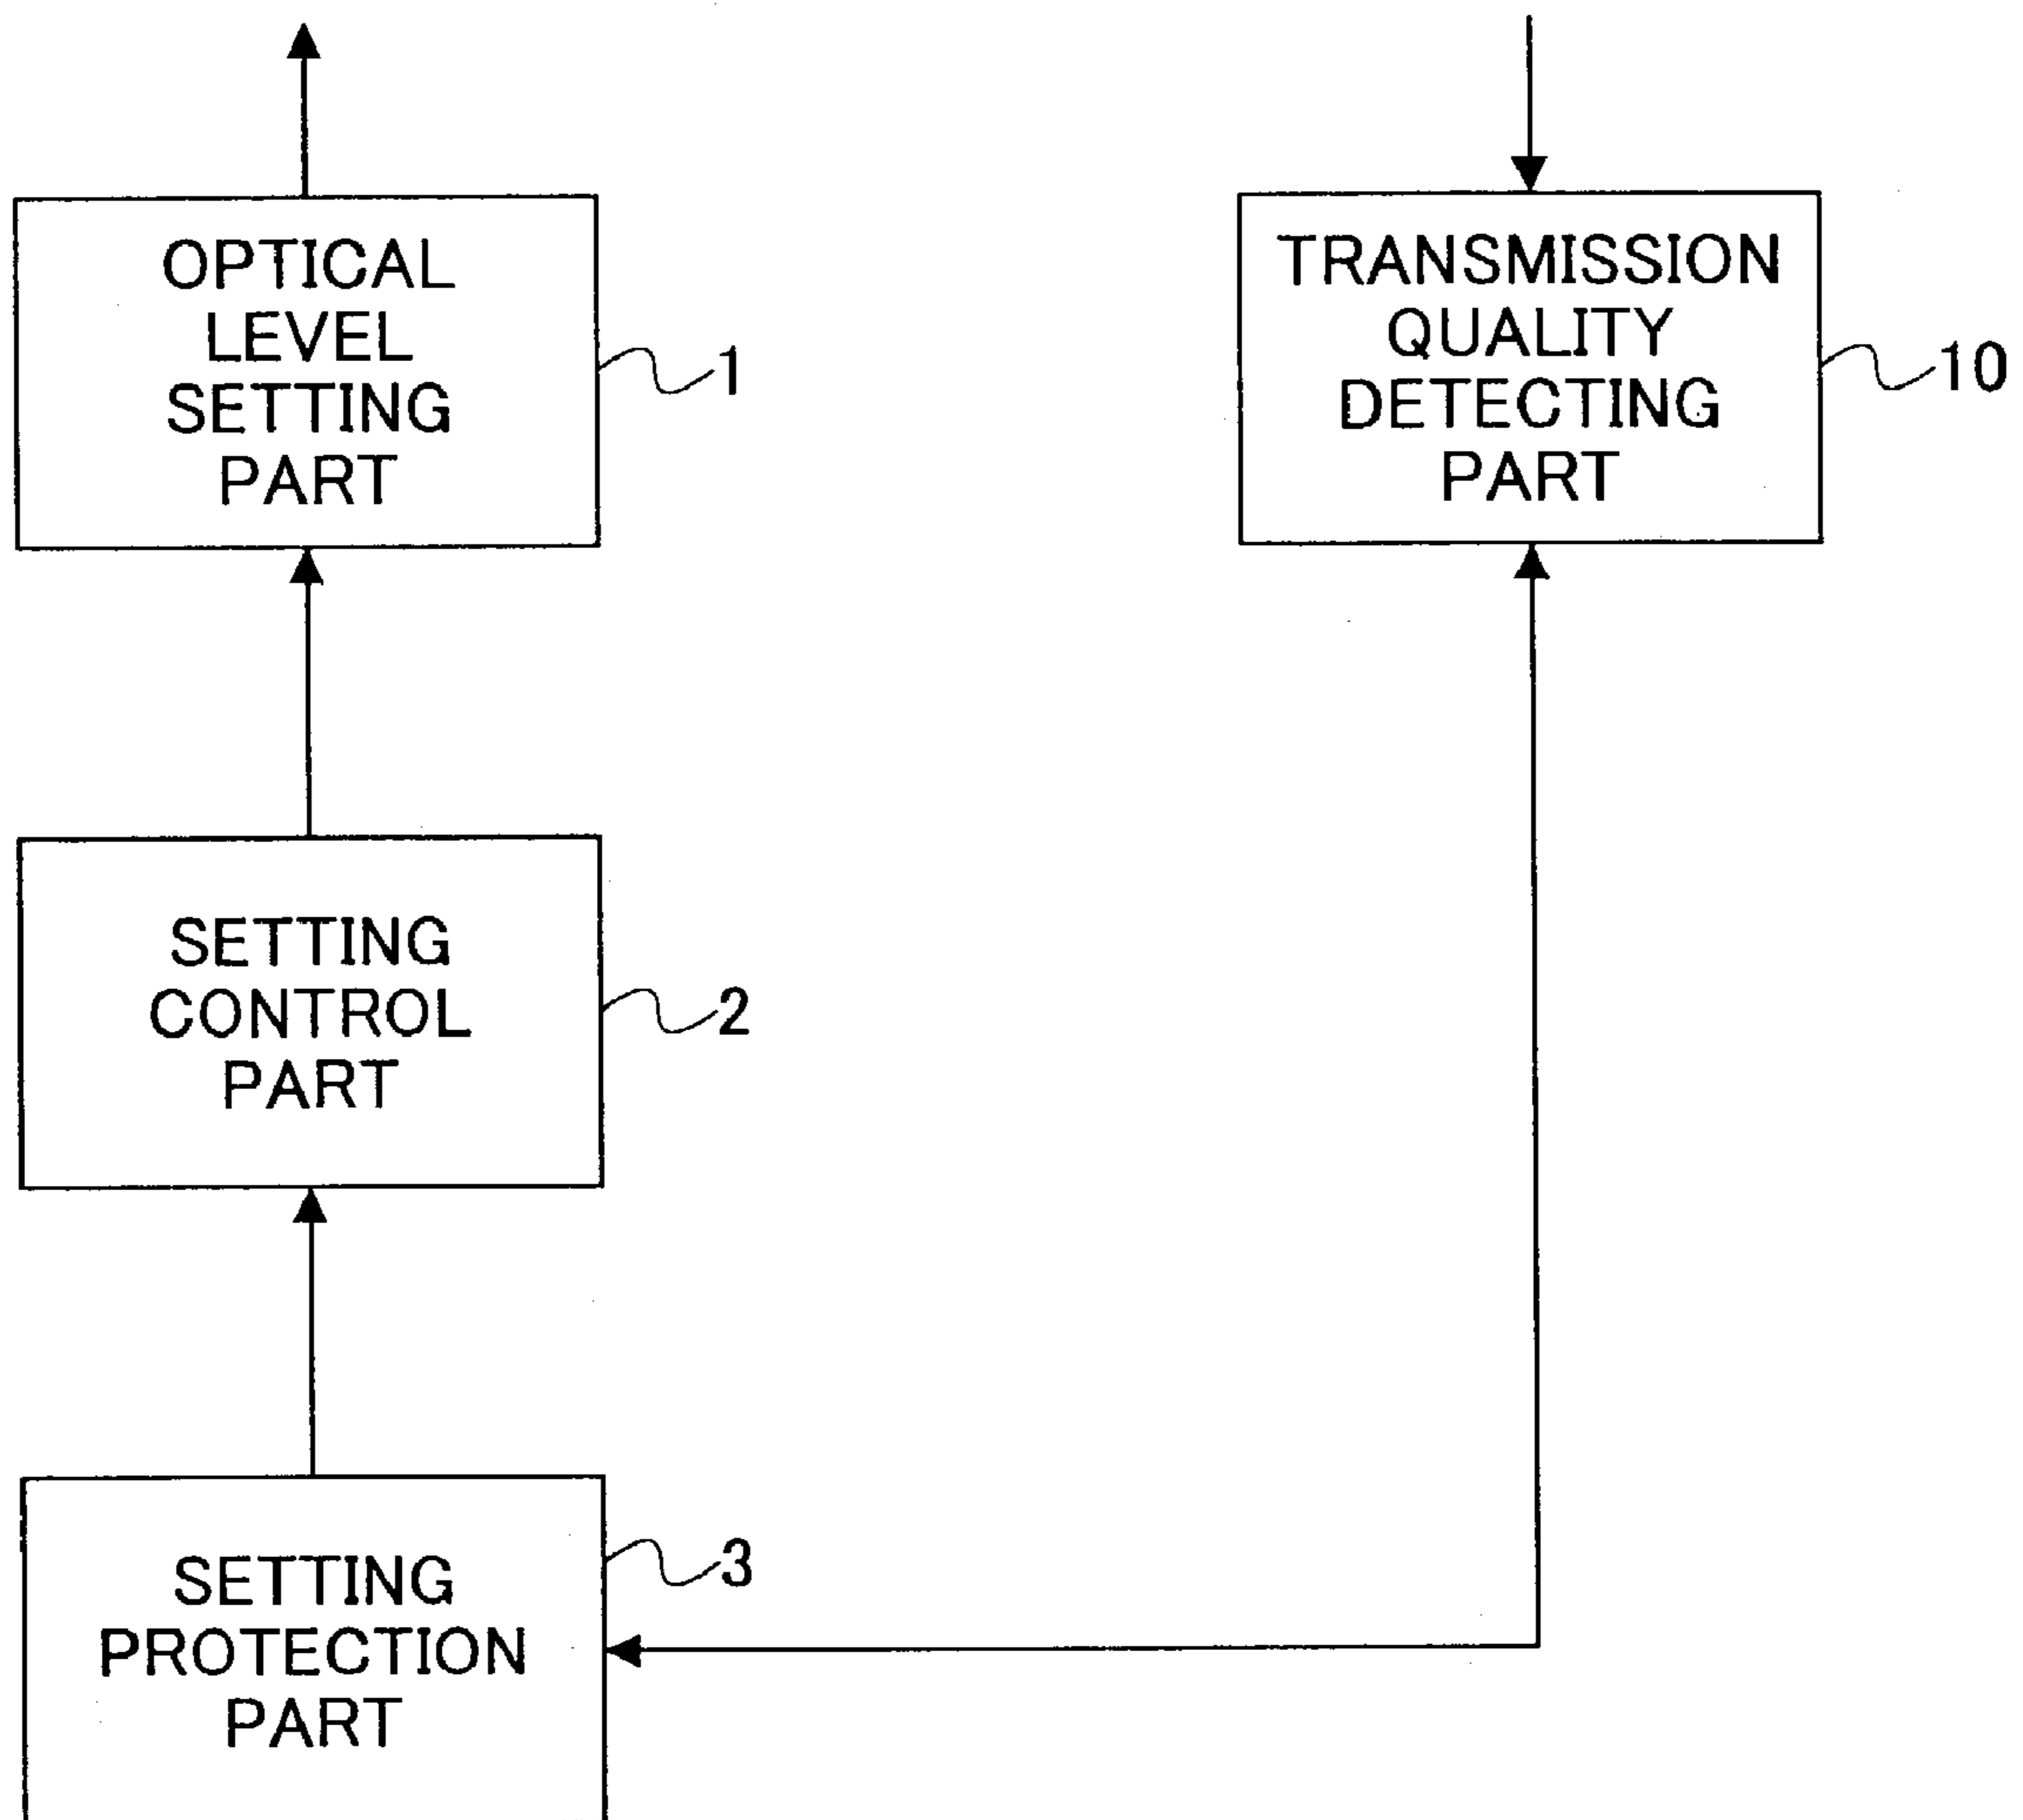 OPTICAL
LEVEL
SETTING
PART
1
TRANSMISSION
QUALITY
DETECTING
PART
10
SETTING
CONTROL
PART
2
SETTING
PROTECTION
PART
3